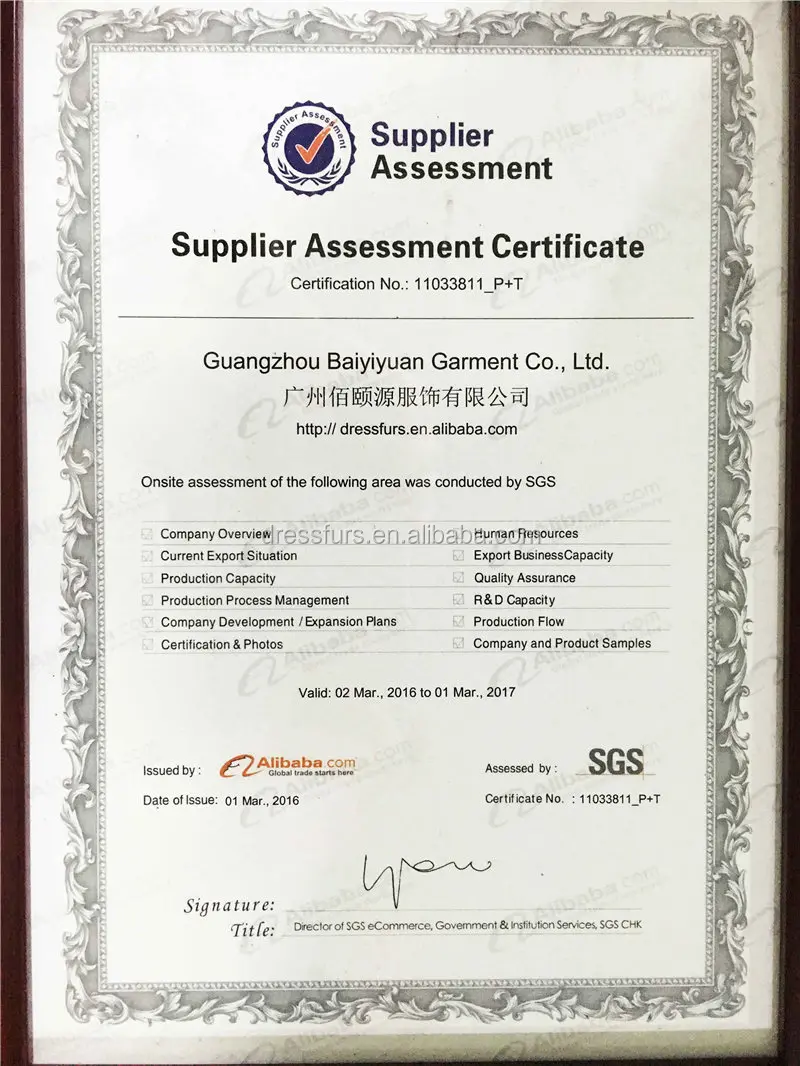 Supplier Assessment
Supplier
Assessment
Supplier Assessment Certificate
Certification No.: 11033811_P+T
Guangzhou Baiyiyuan Garment Co., Ltd.
广州佰颐源服饰有限公司
http:// dressfurs.en.alibaba.com
Onsite assessment of the following area was conducted by SGS
dressfurs.en.alibaba.com
Company Overview Human Resources
Current Export Situation Export BusinessCapacity
Production Capacity Quality Assurance
Production Process Management R&D Capacity
Company Development / Expansion Plans Production Flow
Certification & Photos Company and Product Samples
Valid: 02 Mar., 2016 to 01 Mar., 2017
Issued by : Alibaba.com Assessed by : SGS
Global trade starts here
Date of Issue: 01 Mar., 2016 Certificate No. : 11033811_P+T
Signature:
Title: Director of SGS eCommerce, Government & Institution Services, SGS CHK